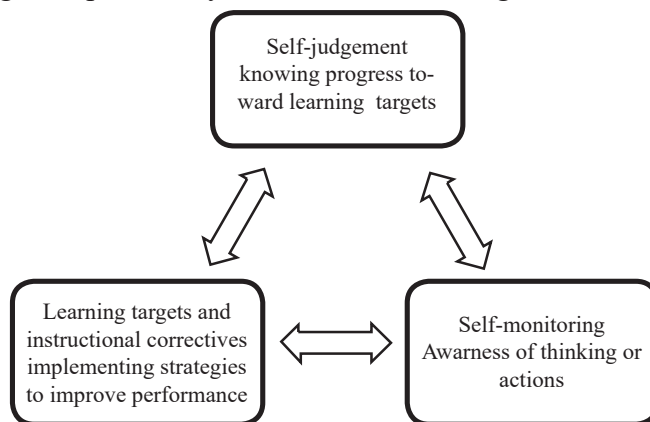 Self-judgement
knowing progress to-
ward learning targets
Learning targets and
instructional correctives
implementing strategies
to improve performance
Self-monitoring
Awarness of thinking or
actions